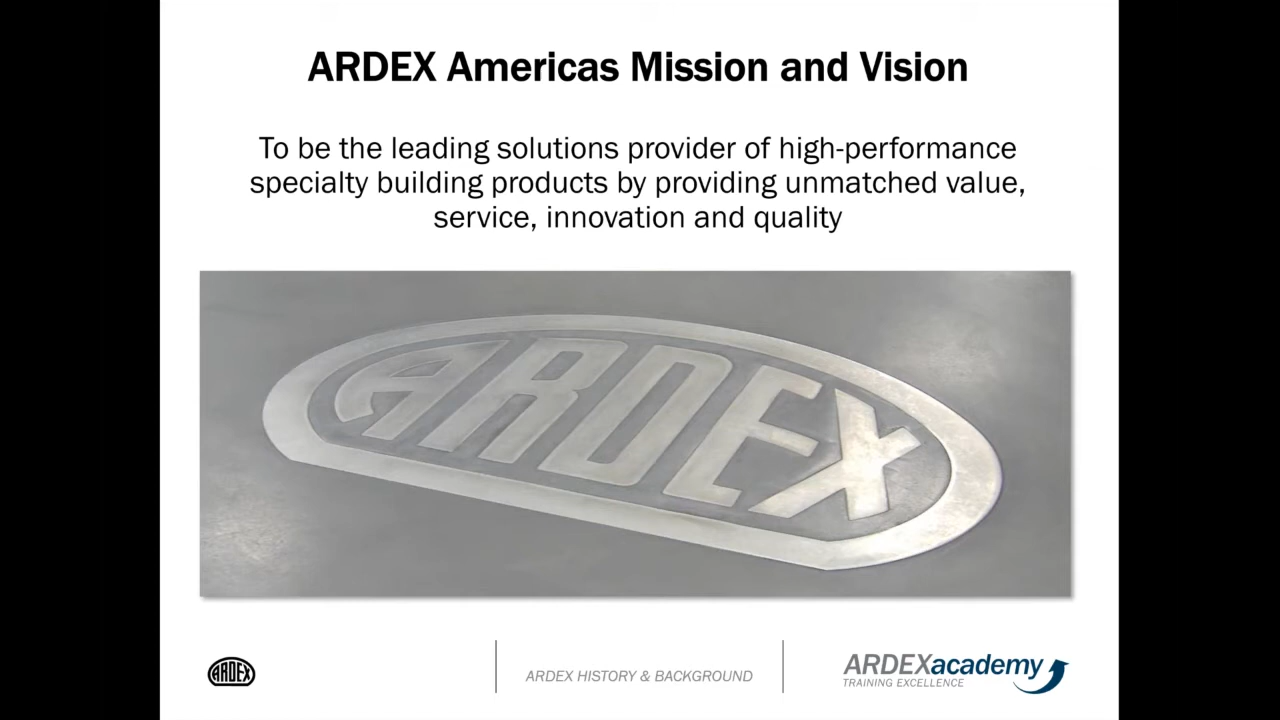 ARDEX Americas Mission and Vision
To be the leading solutions provider of high-performance
specialty building products by providing unmatched value,
service, innovation and quality
ARDEX
ARDEX
ARDEX HISTORY & BACKGROUND
ARDEXacademy
TRAINING EXCELLENCE